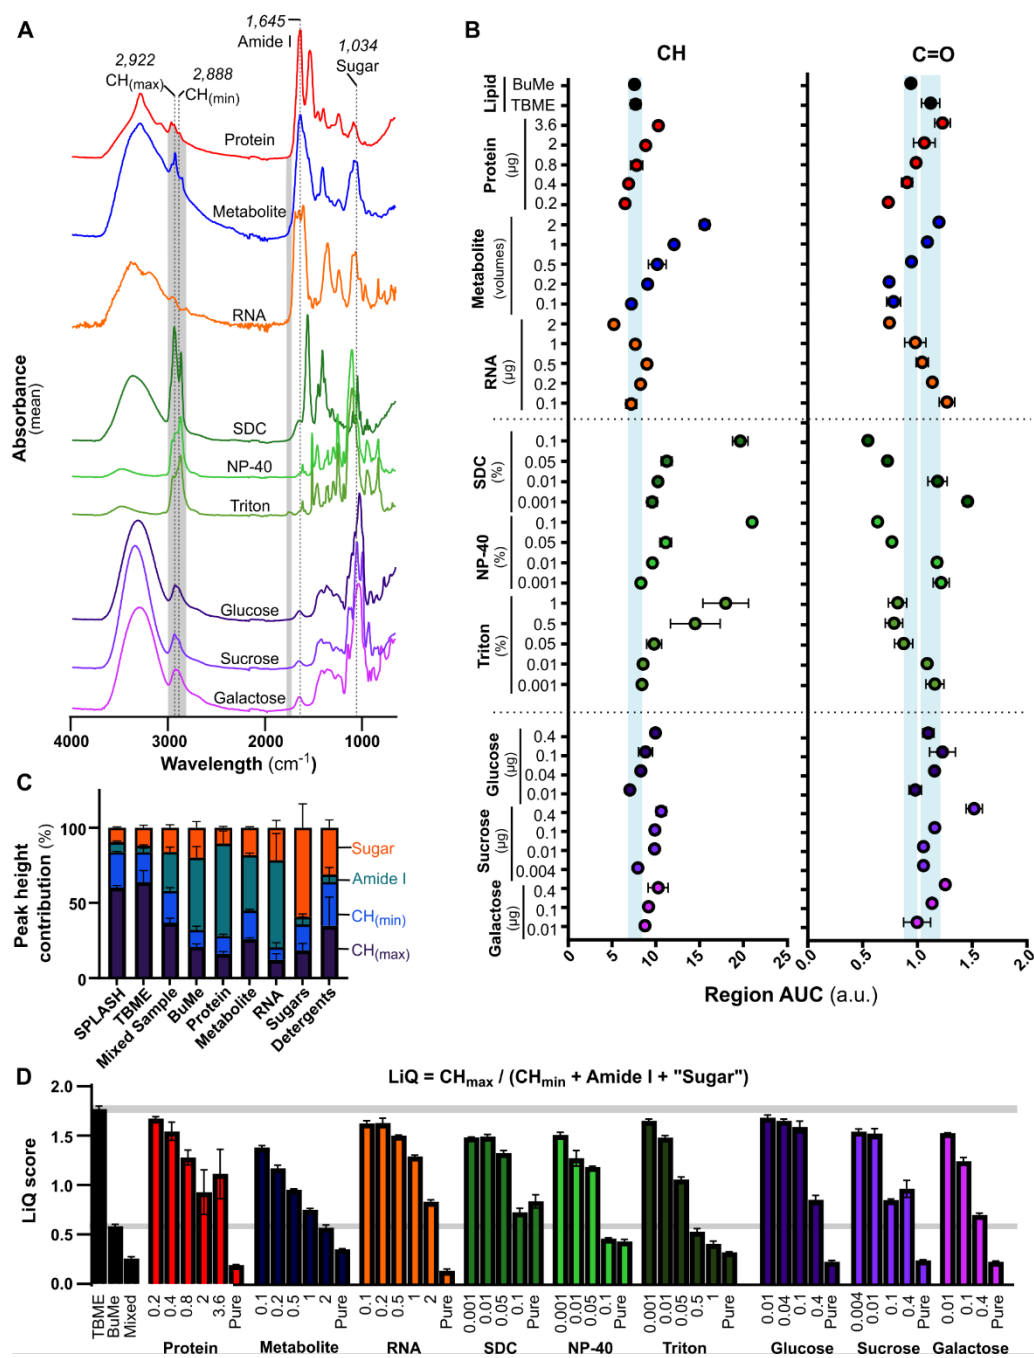 A
1,645
Amide I
1,034
Sugar
2,922
CH(max)
2,888
CH(min)
Protein
Metabolite
RNA
SDC
NP-40
Triton
Glucose
Sucrose
Galactose
Absorbance
(mean)
4000 3000 2000 1000
Wavelength (cm-1)
B
CH C=O
Lipid
BuMe
TBME
Protein
(µg)
3.6
2
0.8
0.4
0.2
Metabolite
(volumes)
2
1
0.5
0.2
0.1
RNA
(µg)
2
1
0.5
0.2
0.1
SDC
(%)
0.1
0.05
0.01
0.001
NP-40
(%)
0.1
0.05
0.01
0.001
Triton
(%)
1
0.5
0.05
0.01
0.001
Glucose
(µg)
0.4
0.1
0.04
0.01
Sucrose
(µg)
0.4
0.1
0.01
0.004
Galactose
(µg)
0.4
0.1
0.01
0 5 10 15 20 25 0.0 0.5 1.0 1.5 2.0
Region AUC (a.u.)
C
Peak height
contribution (%)
100
50
0
Sugar
Amide I
CH(min)
CH(max)
SPLASH
TBME
Mixed Sample
BuMe
Protein
Metabolite
RNA
Sugars
Detergents
D
LiQ = CHmax / (CHmin + Amide I + "Sugar")
LiQ score
2.0
1.5
1.0
0.5
0.0
TBME BuMe Mixed
0.2 0.4 0.8 2 3.6 Pure
0.1 0.2 0.5 1 2 Pure
0.1 0.2 0.5 1 2 Pure
0.001 0.01 0.05 0.1 Pure
0.001 0.01 0.05 0.1 Pure
0.001 0.01 0.05 0.5 1 Pure
0.01 0.04 0.1 0.4 Pure
0.004 0.01 0.1 0.4 Pure
0.01 0.1 0.4 Pure
Protein Metabolite RNA SDC NP-40 Triton Glucose Sucrose Galactose